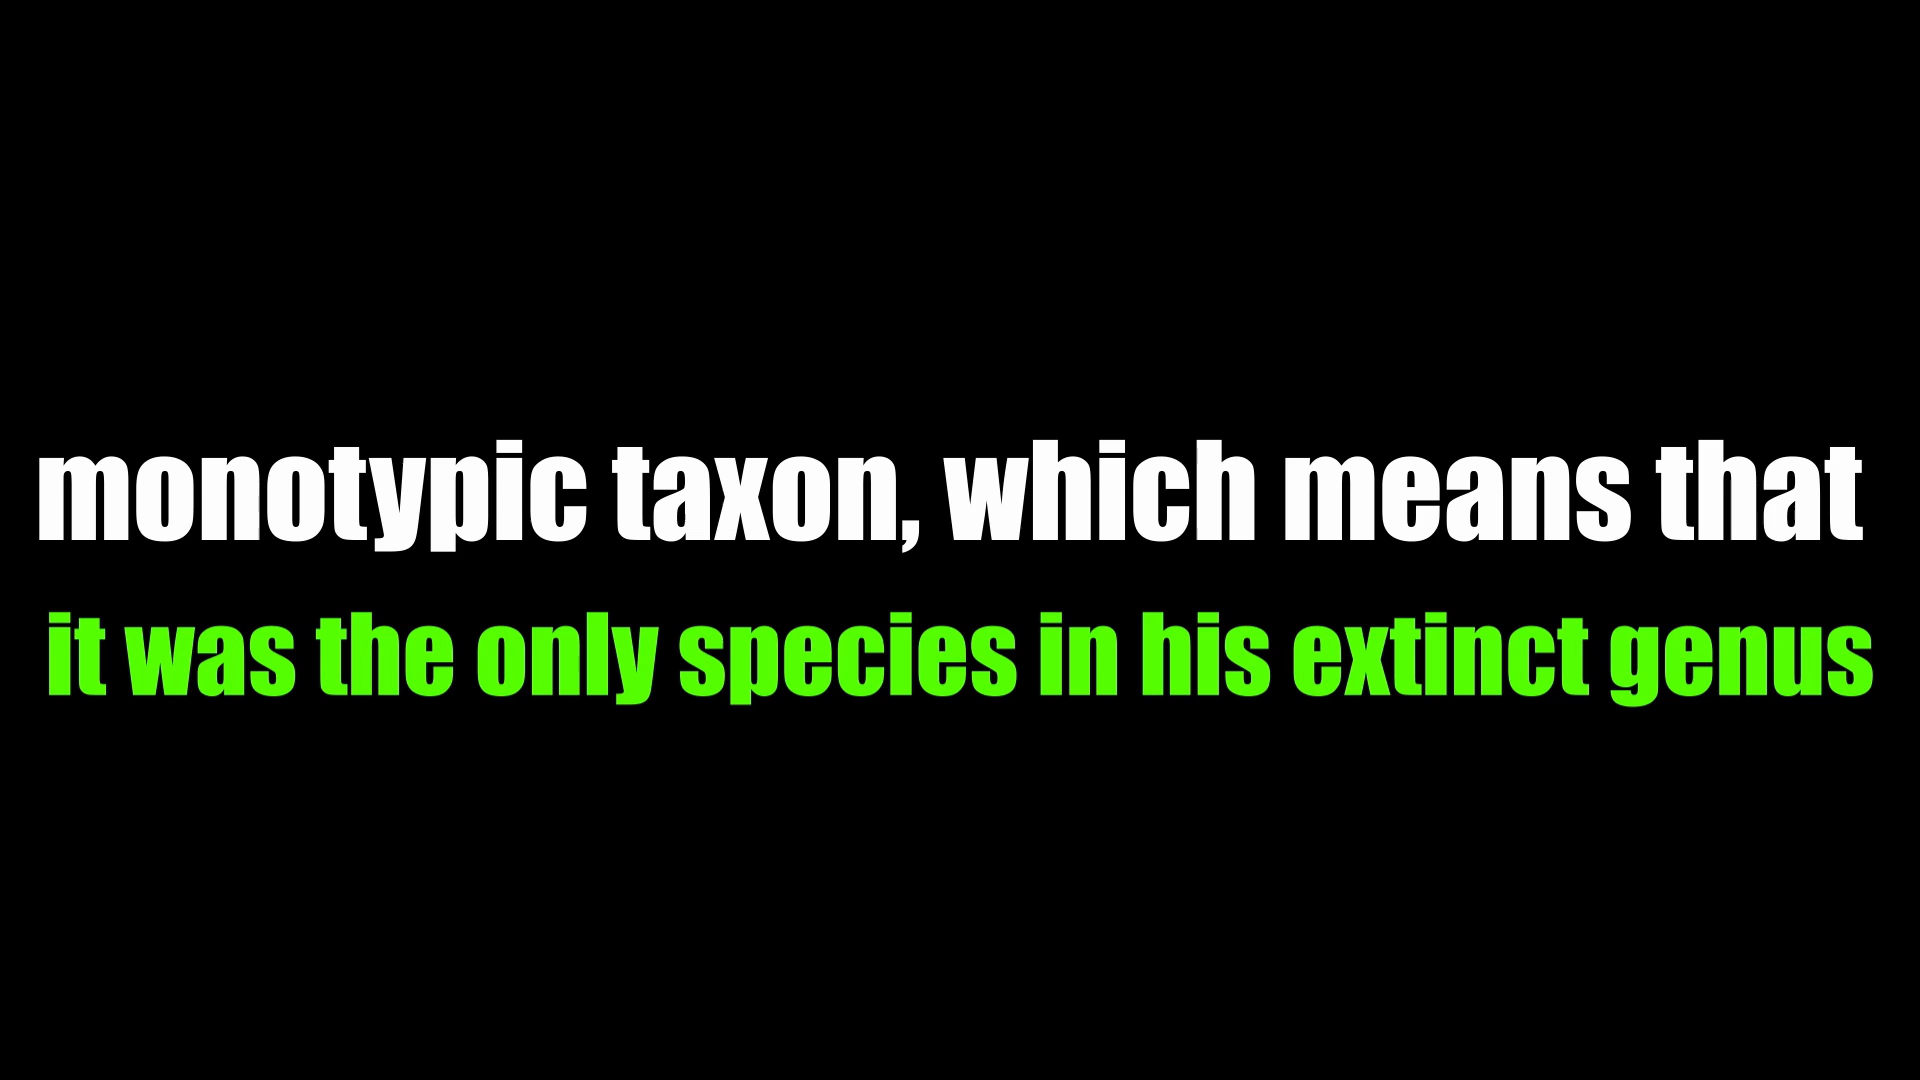 monotypic taxon, which means that
it was the only species in his extinct genus